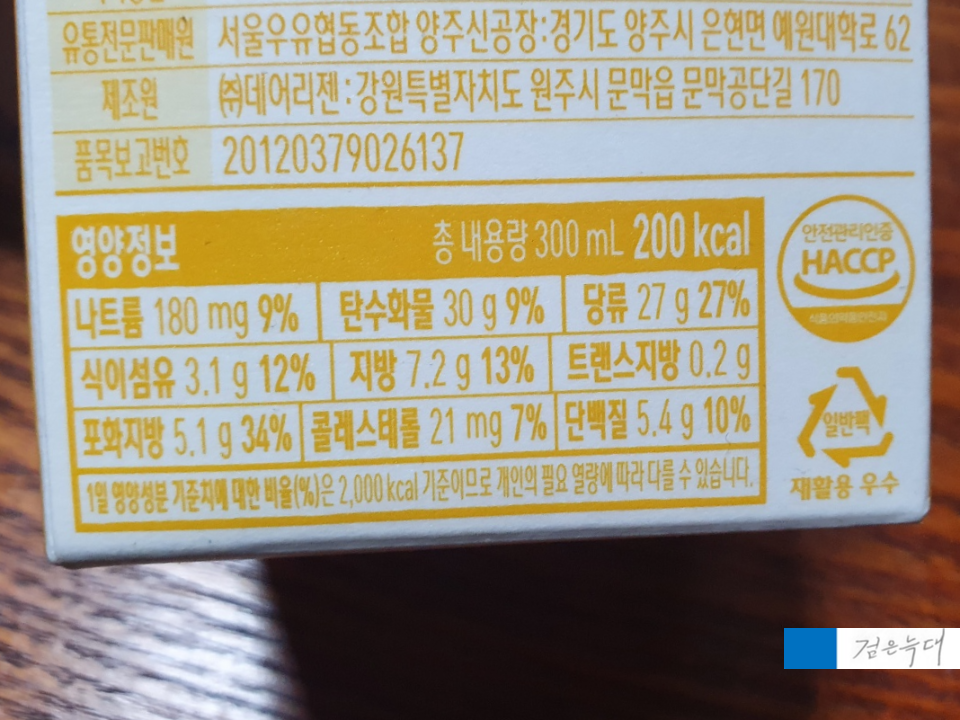 유통전문판매원 서울우유협동조합 양주신공장:경기도 양주시 은현면 예원대학로 62
제조원 ㈜데어리젠:강원특별자치도 원주시 문막읍 문막공단길 170
품목보고번호 20120379026137
영양정보 총 내용량 300 mL 200 kcal
나트륨 180 mg 9% 탄수화물 30 g 9% 당류 27 g 27%
식이섬유 3.1 g 12% 지방 7.2 g 13% 트랜스지방 0.2 g
포화지방 5.1 g 34% 콜레스테롤 21 mg 7% 단백질 5.4 g 10%
1일 영양성분 기준치에 대한 비율(%)은 2,000 kcal 기준이므로 개인의 필요 열량에 따라 다를 수 있습니다.
안전관리인증
HACCP
식품의약품안전처
일반팩
재활용 우수
검은늑대